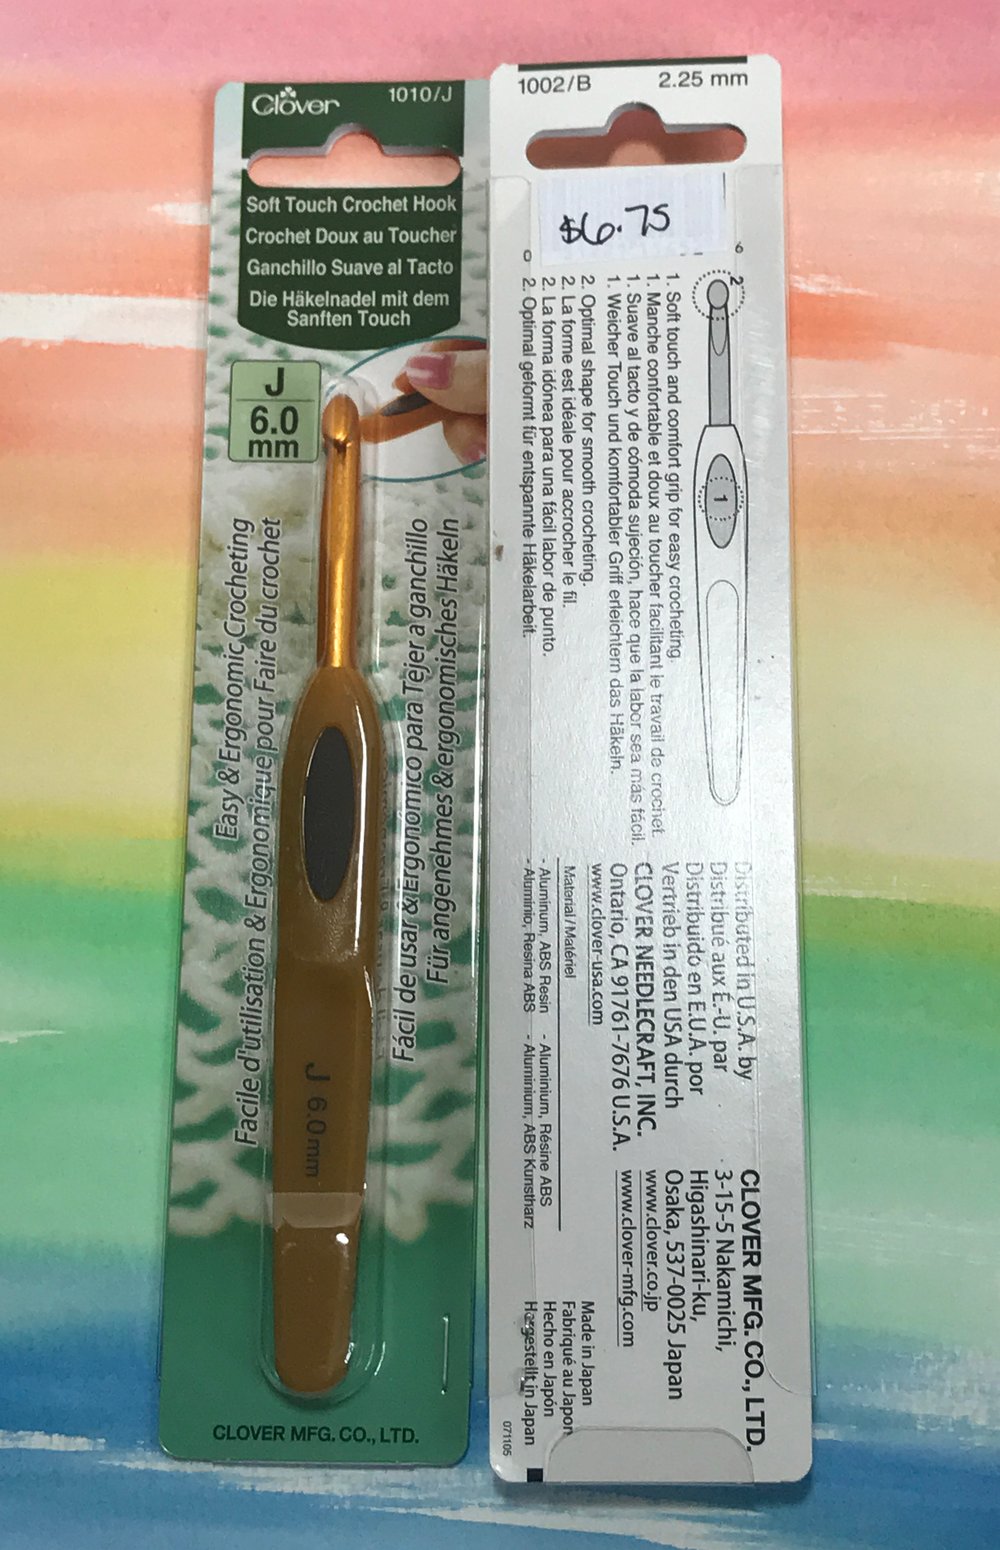 Clover
1010/J
Soft Touch Crochet Hook
Crochet Doux au Toucher
Ganchillo Suave al Tacto
Die Häkelnadel mit dem
Sanften Touch
J
6.0
mm
Easy & Ergonomic Crocheting
Facile d'utilisation & Ergonomique pour Faire du crochet
Fácil de usar & Ergonómico para Tejer a ganchillo
Für angenehmes & ergonomisches Häkeln
J 6.0mm
CLOVER MFG. CO., LTD.
1002/B
2.25 mm
$6.75
2
1
1. Soft touch and comfort grip for easy crocheting.
1. Manche confortable et doux au toucher facilitant le travail de crochet.
1. Suave al tacto y de cómoda sujeción, hace que la labor sea más fácil.
1. Weicher Touch und komfortabler Griff erleichtern das Häkeln.
2. Optimal shape for smooth crocheting.
2. La forme est idéale pour accrocher le fil.
2. La forma idónea para una fácil labor de punto.
2. Optimal geformt für entspannte Häkelarbeit.
Distributed in U.S.A. by
Distribué aux É.-U. par
Distribuido en E.U.A. por
Vertrieb in den USA durch
CLOVER NEEDLECRAFT, INC.
Ontario, CA 91761-7676 U.S.A.
www.clover-usa.com
Material / Matériel
- Aluminum, ABS Resin - Aluminium, Résine ABS
- Aluminio, Resina ABS - Aluminium, ABS Kunstharz
CLOVER MFG. CO., LTD.
3-15-5 Nakamichi,
Higashinari-ku,
Osaka, 537-0025 Japan
www.clover.co.jp
www.clover-mfg.com
Made in Japan
Fabriqué au Japon
Hecho en Japón
Hergestellt in Japan
071105